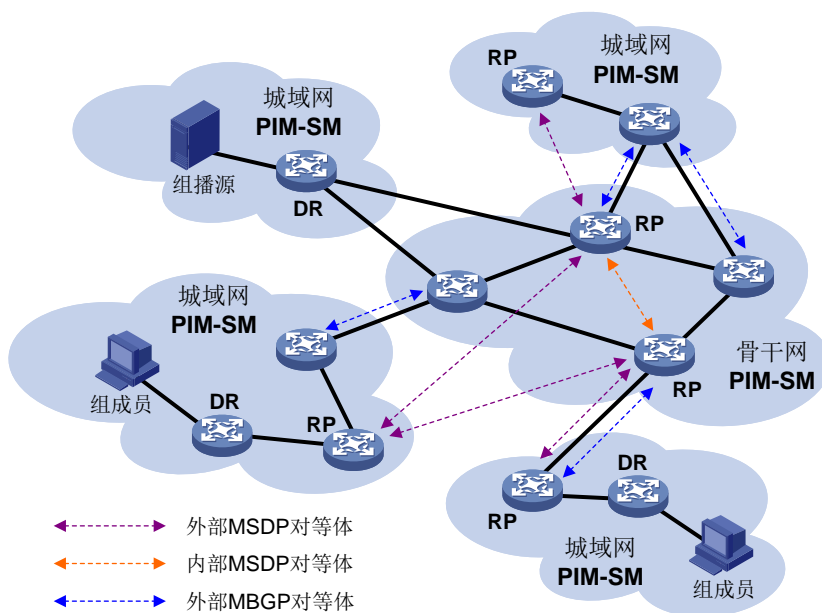 RP
城域网
PIM-SM
城域网
PIM-SM
组播源
DR
RP
城域网
PIM-SM
组成员
DR
RP
骨干网
PIM-SM
RP
RP
DR
城域网
PIM-SM
组成员
外部MSDP对等体
内部MSDP对等体
外部MBGP对等体